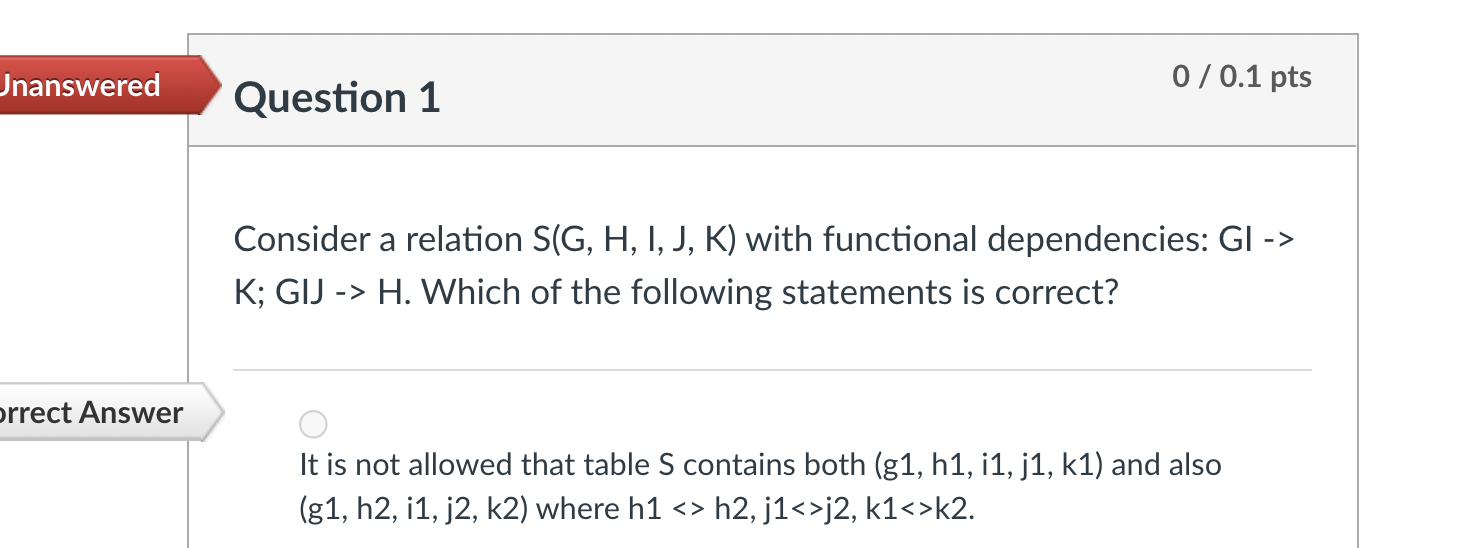 Unanswered
Question 1
0 / 0.1 pts
Consider a relation S(G, H, I, J, K) with functional dependencies: GI ->
K; GIJ -> H. Which of the following statements is correct?
orrect Answer
It is not allowed that table S contains both (g1, h1, i1, j1, k1) and also
(g1, h2, i1, j2, k2) where h1 <> h2, j1<>j2, k1<>k2.